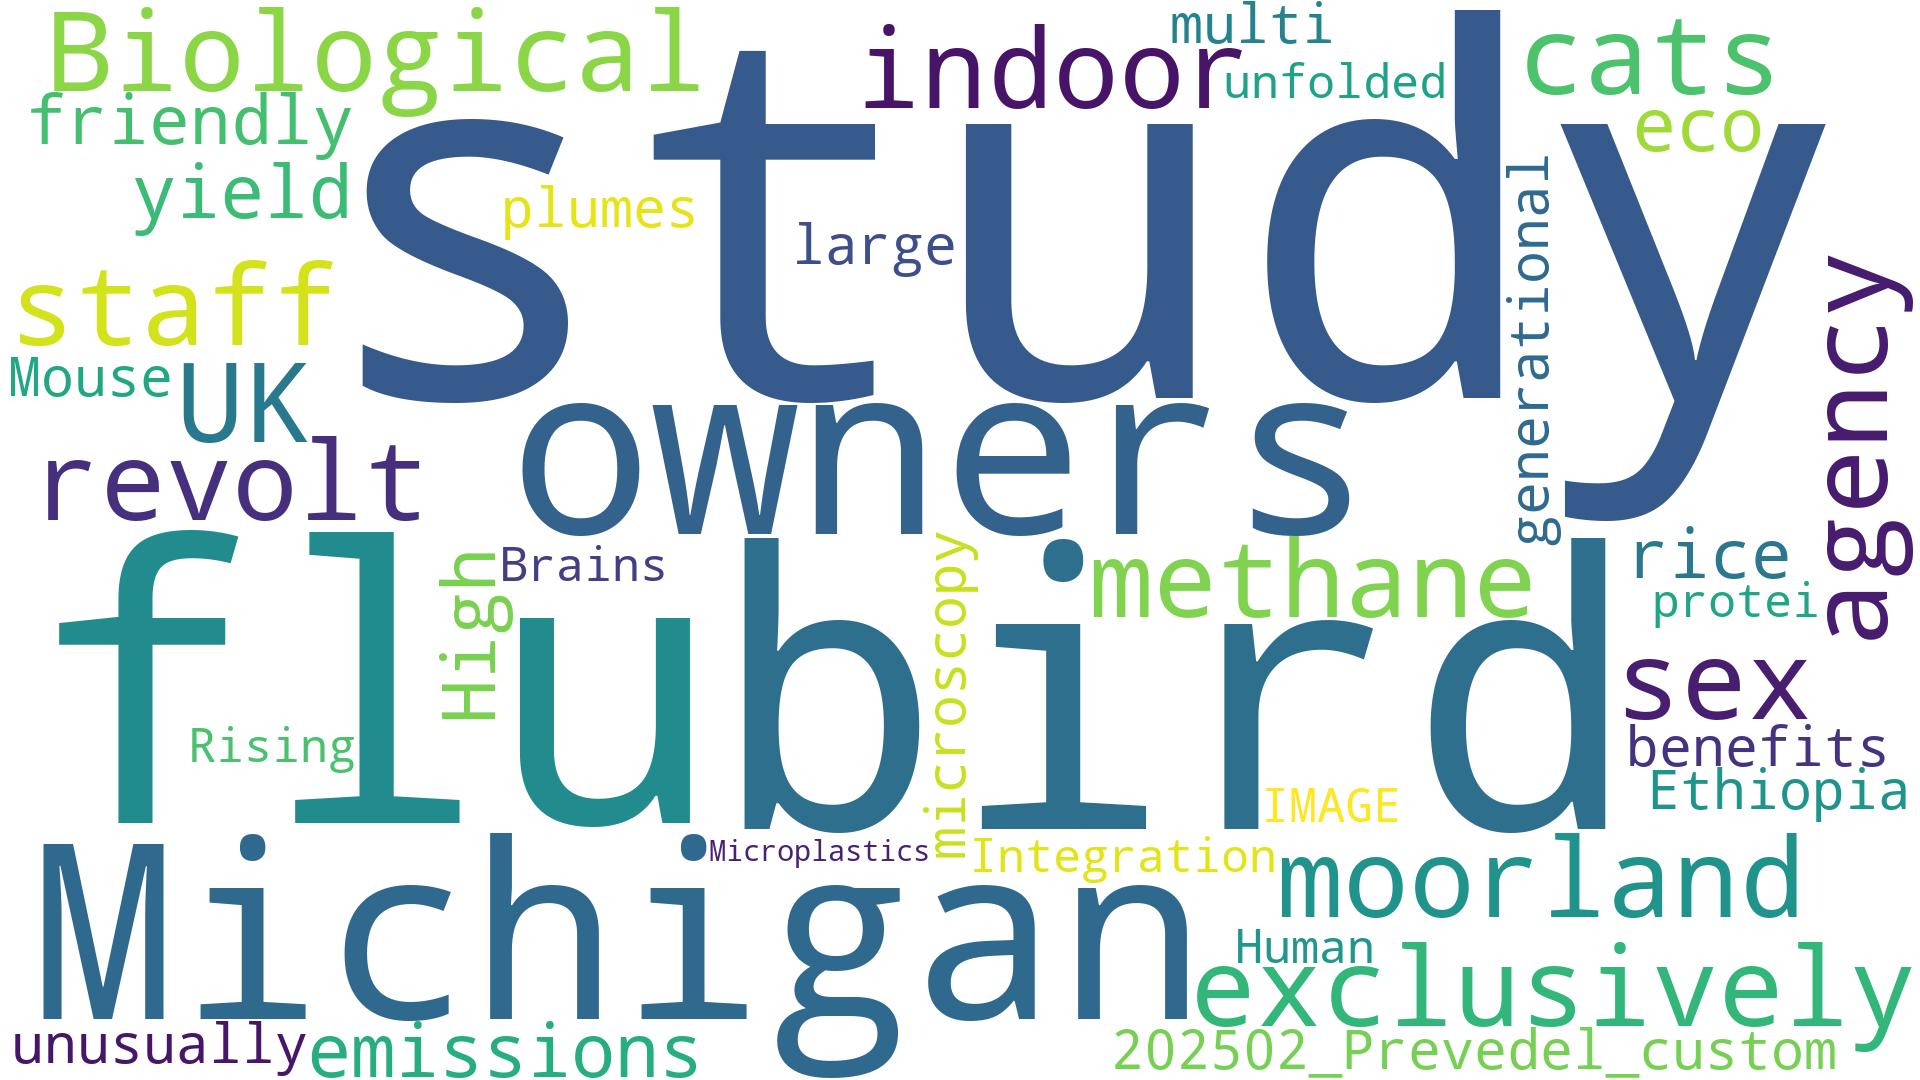 Biological
study
indoor
multi
unfolded
cats
eco
friendly
yield
plumes
large
generational
agency
staff
Mouse
UK
revolt
owners
flu
bird
High
Brains
microscopy
methane
rice
protei
sex
benefits
Ethiopia
Rising
IMAGE
Michigan
Microplastics
Integration
moorland
Human
exclusively
unusually
emissions
202502_Prevedel_custom